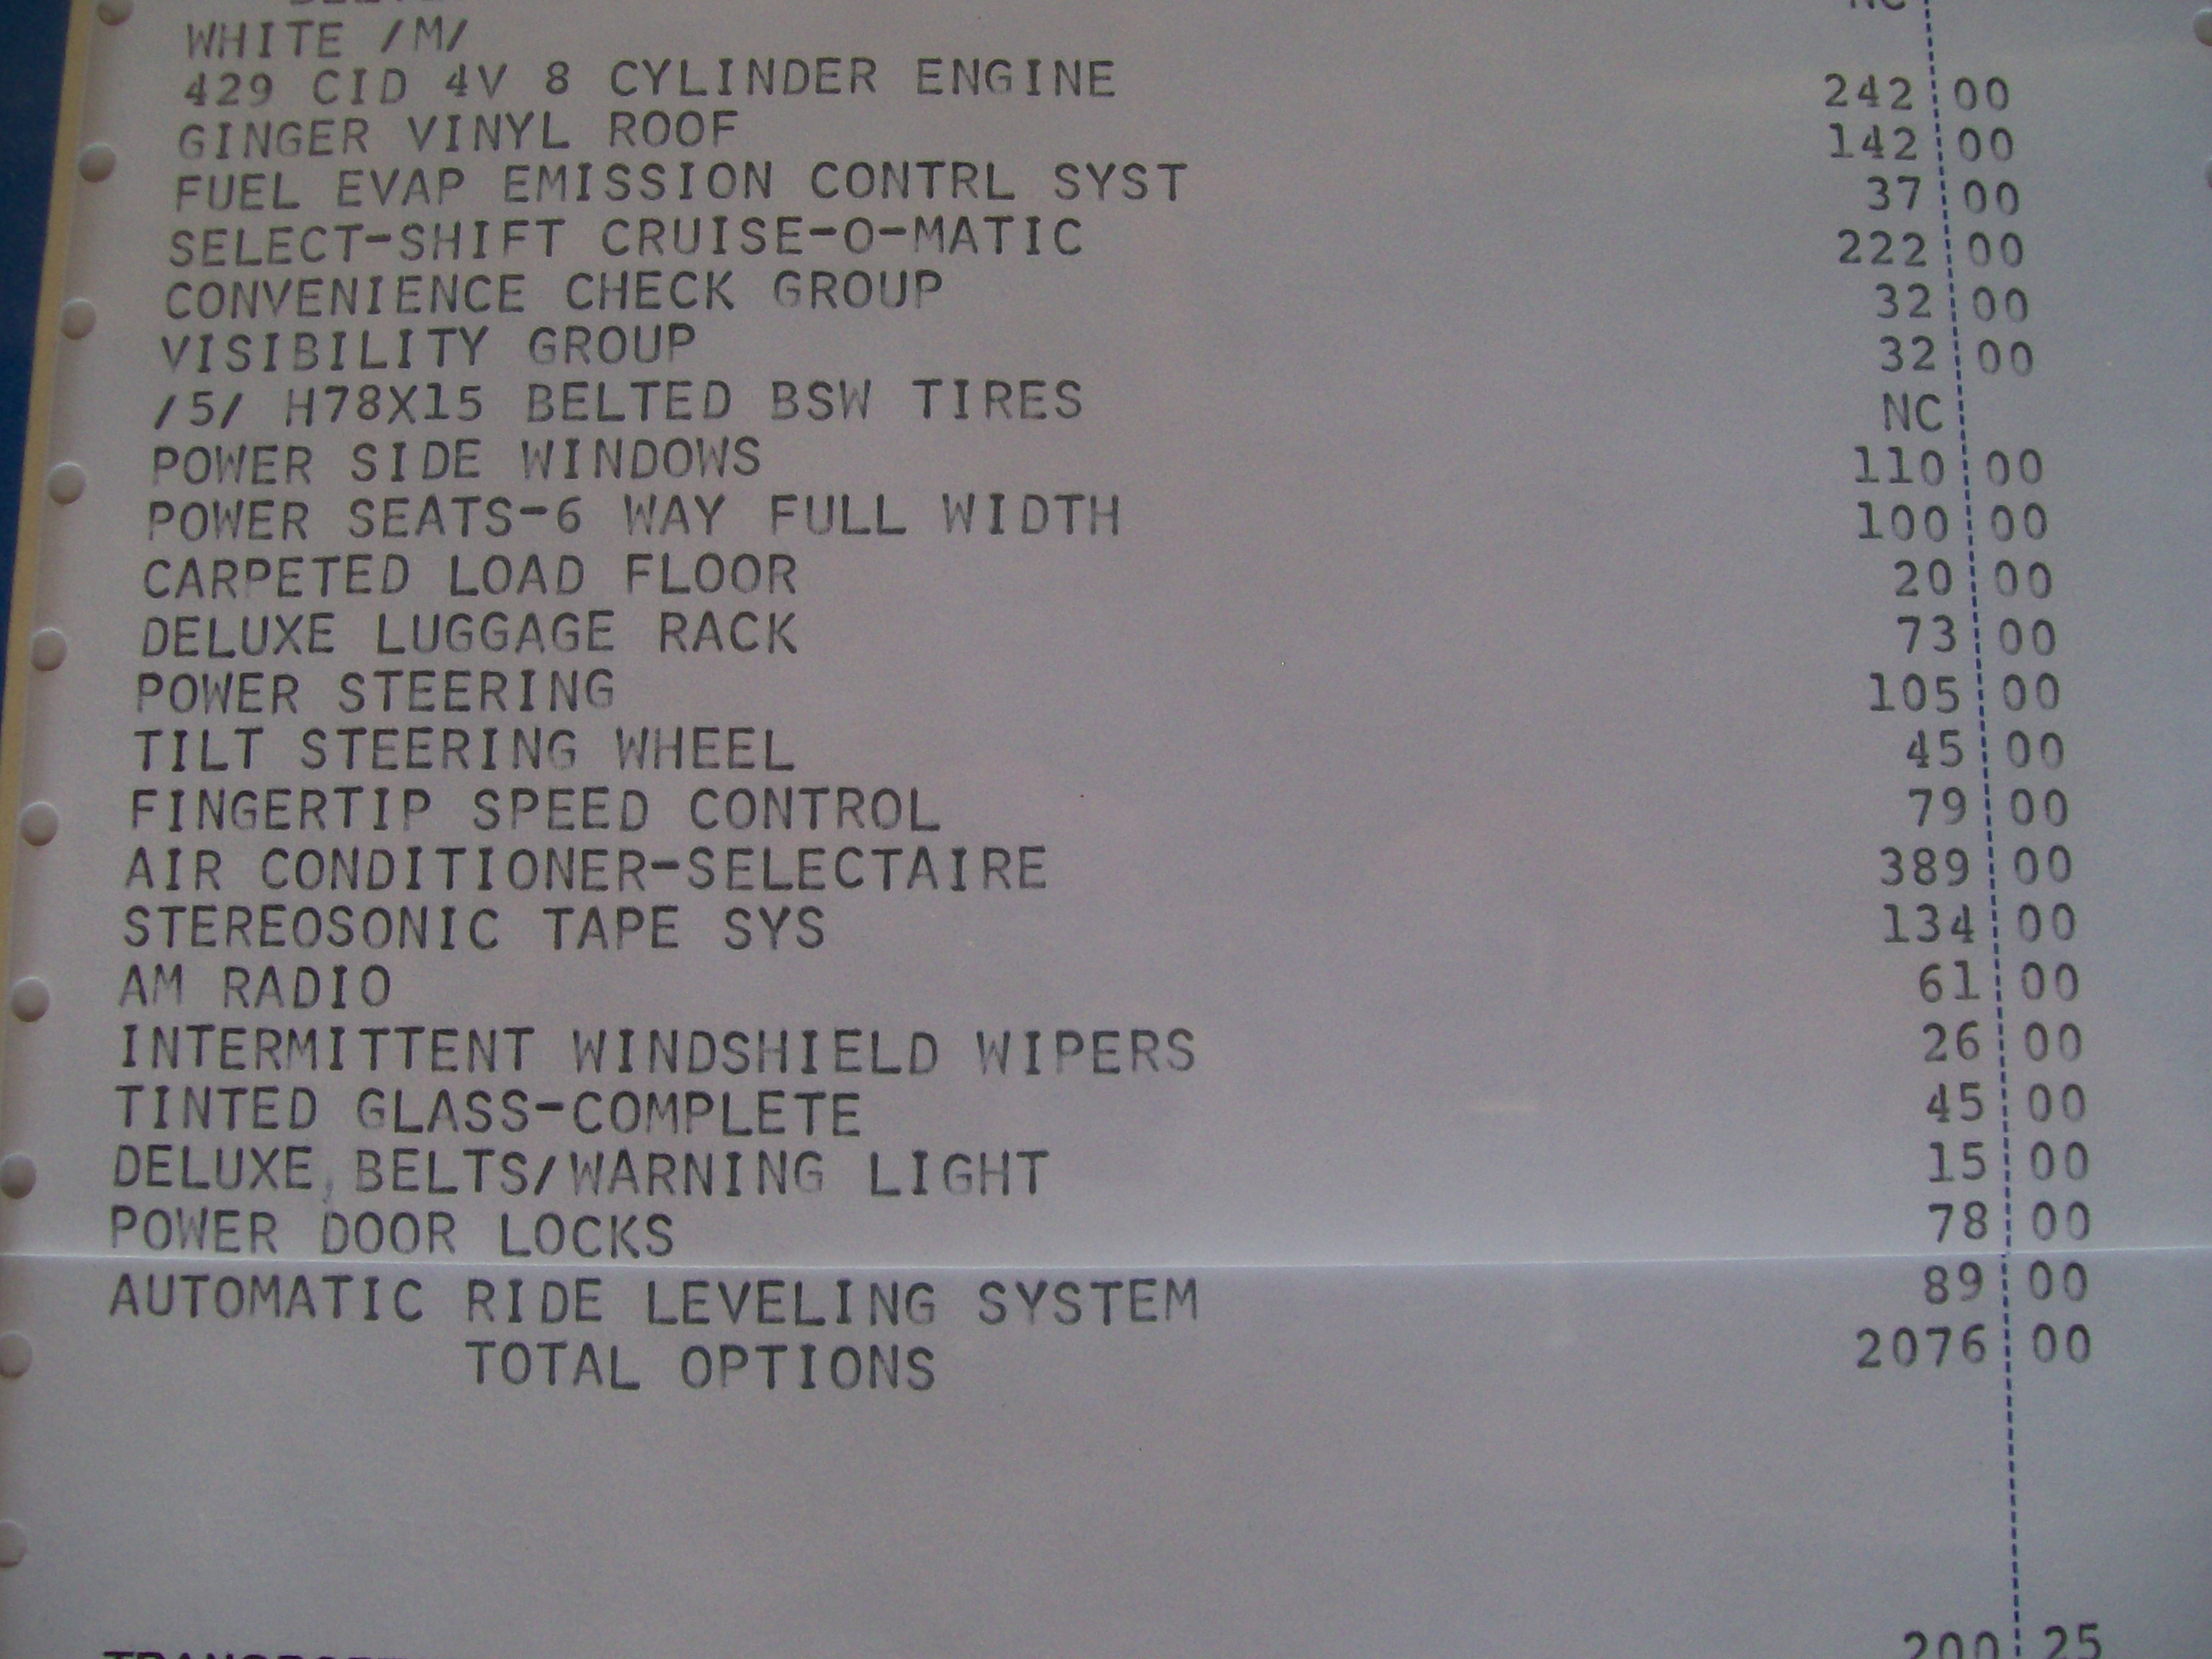 NC
WHITE /M/
429 CID 4V 8 CYLINDER ENGINE 242 00
GINGER VINYL ROOF 142 00
FUEL EVAP EMISSION CONTRL SYST 37 00
SELECT-SHIFT CRUISE-O-MATIC 222 00
CONVENIENCE CHECK GROUP 32 00
VISIBILITY GROUP 32 00
/5/ H78X15 BELTED BSW TIRES NC
POWER SIDE WINDOWS 110 00
POWER SEATS-6 WAY FULL WIDTH 100 00
CARPETED LOAD FLOOR 20 00
DELUXE LUGGAGE RACK 73 00
POWER STEERING 105 00
TILT STEERING WHEEL 45 00
FINGERTIP SPEED CONTROL 79 00
AIR CONDITIONER-SELECTAIRE 389 00
STEREOSONIC TAPE SYS 134 00
AM RADIO 61 00
INTERMITTENT WINDSHIELD WIPERS 26 00
TINTED GLASS-COMPLETE 45 00
DELUXE BELTS/WARNING LIGHT 15 00
POWER DOOR LOCKS 78 00
AUTOMATIC RIDE LEVELING SYSTEM 89 00
TOTAL OPTIONS 2076 00
200 25